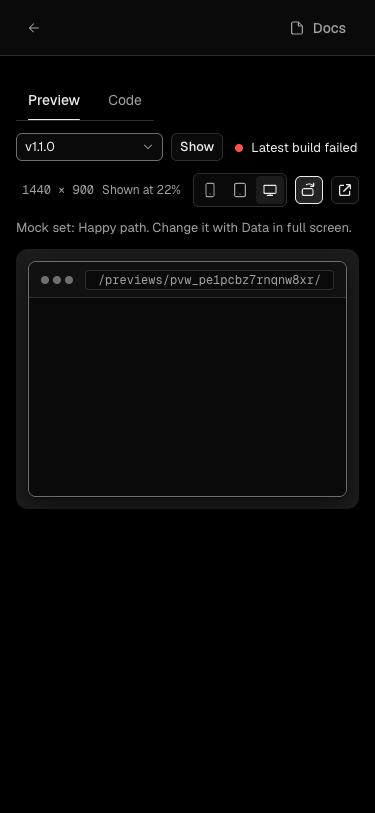 Docs
Preview Code
v1.1.0 Show Latest build failed
1440 × 900 Shown at 22%
Mock set: Happy path. Change it with Data in full screen.
/previews/pvw_pe1pcbz7rnqnw8xr/